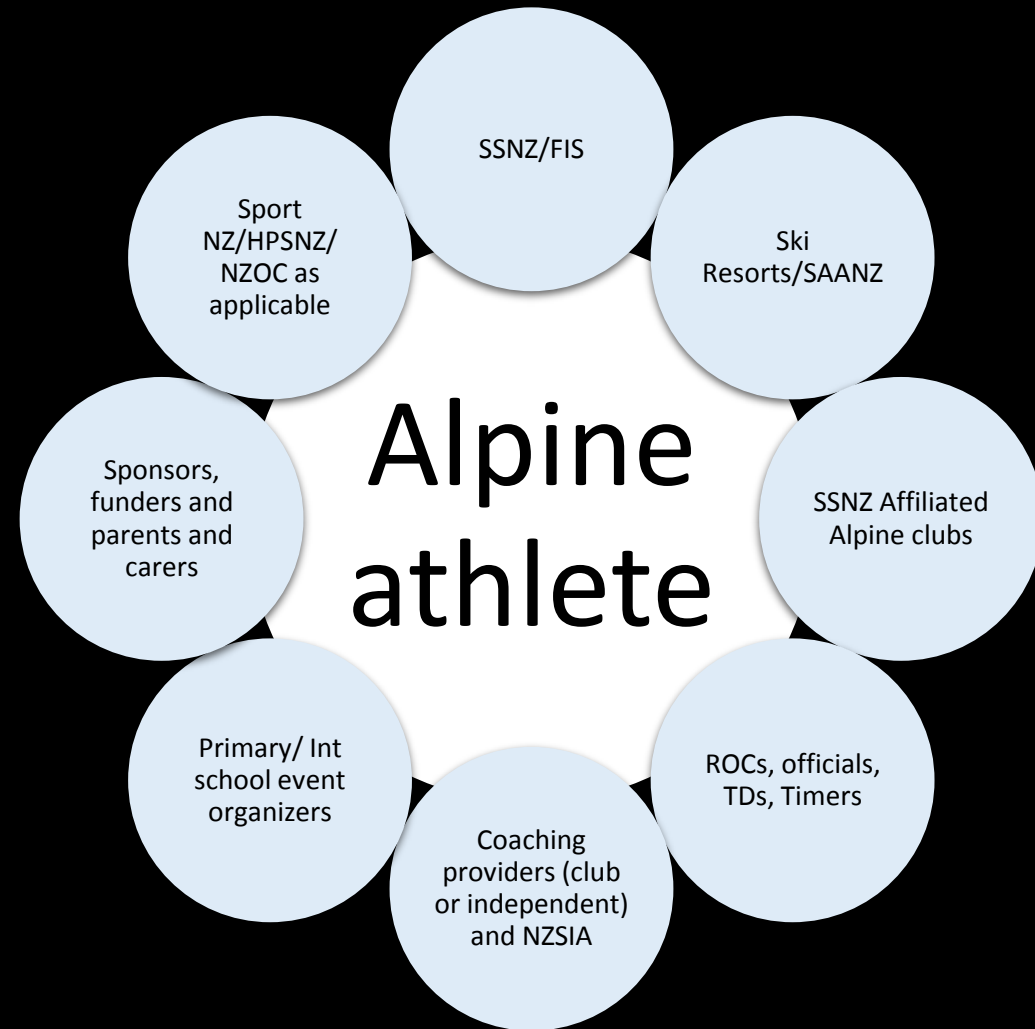 SSNZ/FIS
Ski
Resorts/SAANZ
SSNZ Affiliated
Alpine clubs
ROCs, officials,
TDs, Timers
Coaching
providers (club
or independent)
and NZSIA
Primary/ Int
school event
organizers
Sponsors,
funders and
parents and
carers
Sport
NZ/HPSNZ/
NZOC as
applicable
Alpine
athlete